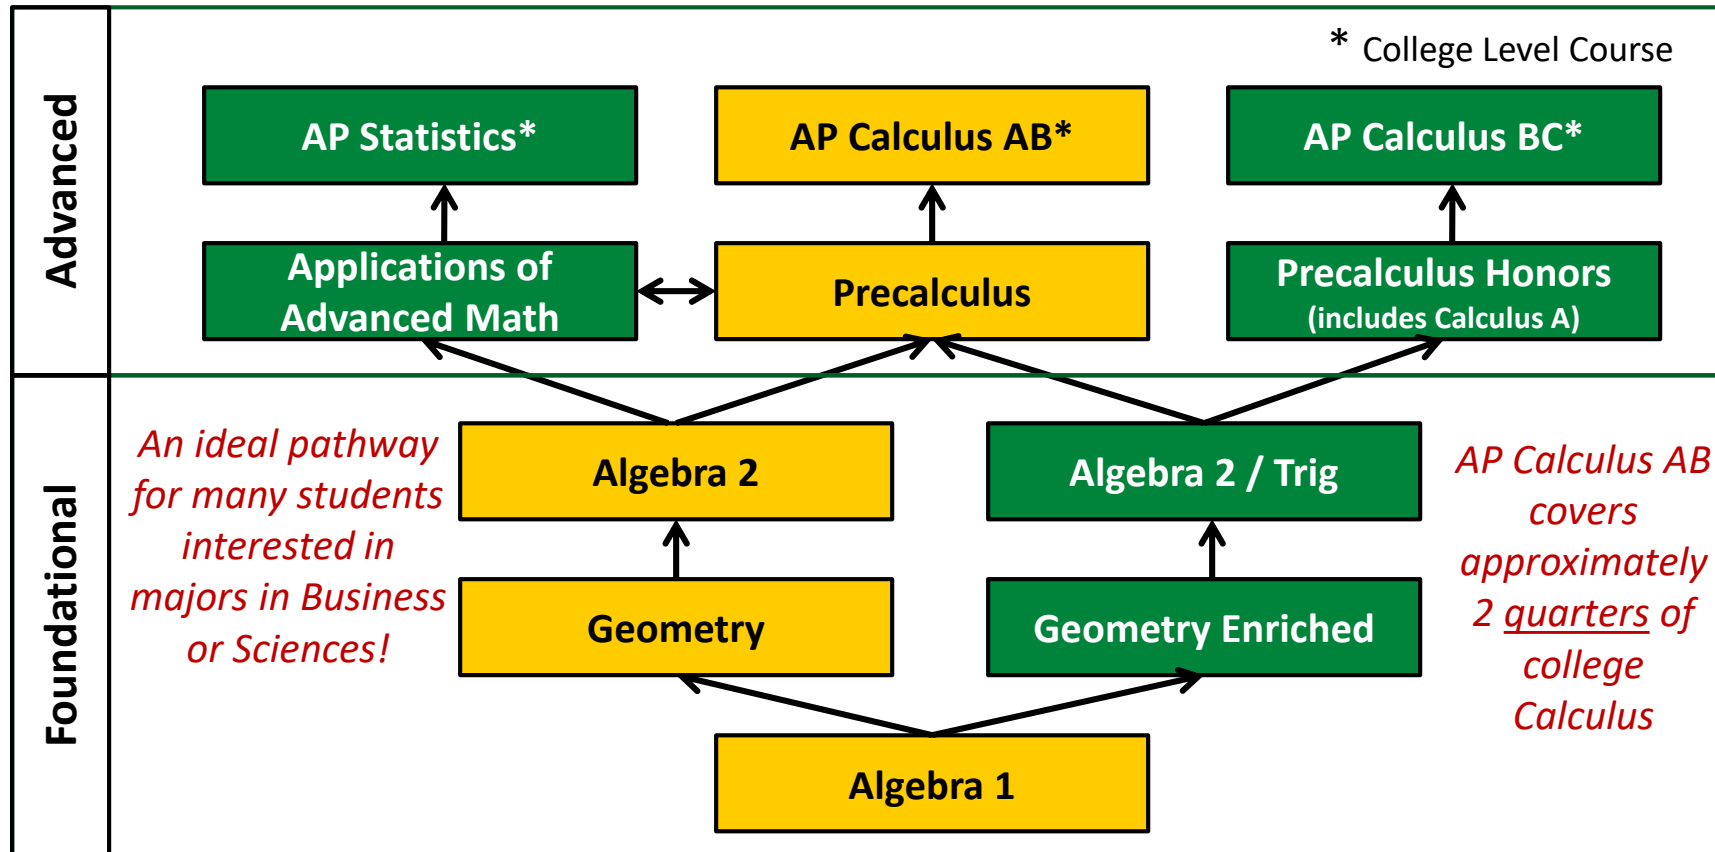 * College Level Course
Advanced
AP Statistics*
AP Calculus AB*
AP Calculus BC*
Applications of
Advanced Math
Precalculus
Precalculus Honors
(includes Calculus A)
Foundational
An ideal pathway
for many students
interested in
majors in Business
or Sciences!
Algebra 2
Algebra 2 / Trig
AP Calculus AB
covers
approximately
2 quarters of
college
Calculus
Geometry
Geometry Enriched
Algebra 1